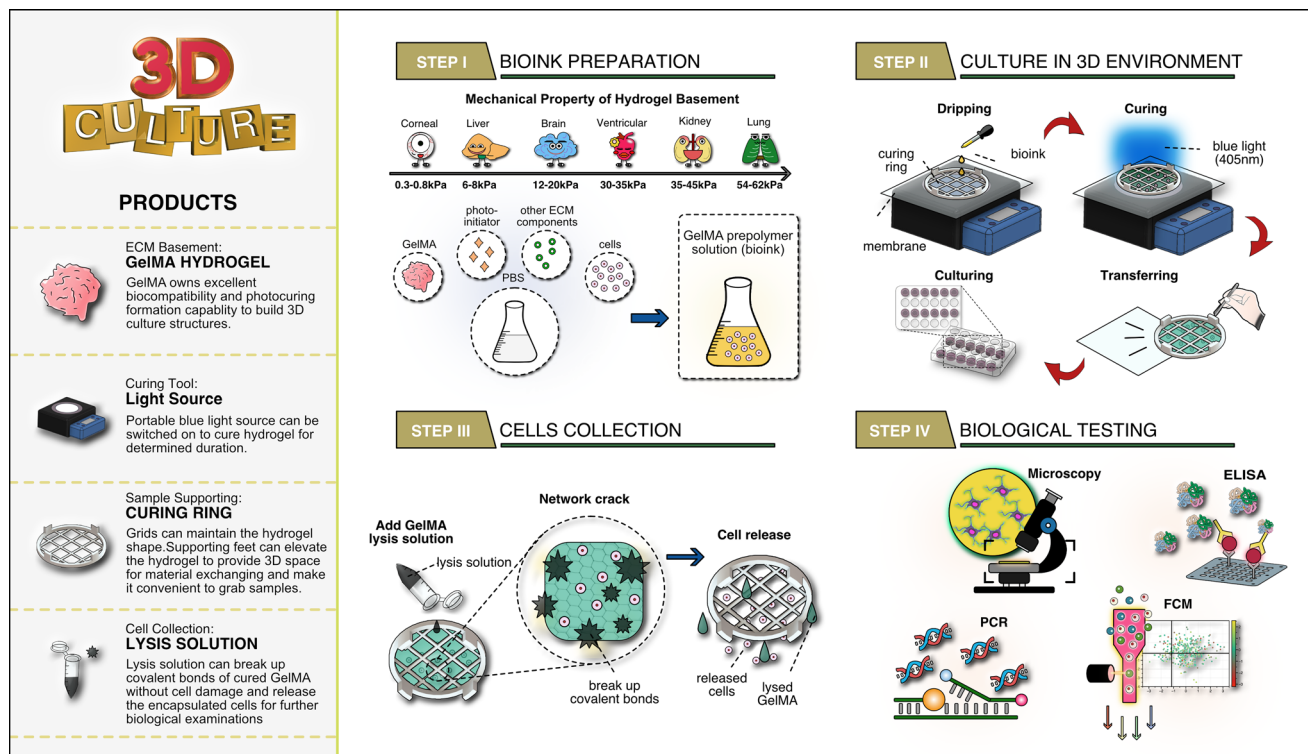 3D
CULTURE
PRODUCTS
ECM Basement:
GelMA HYDROGEL
GelMA owns excellent
biocompatibility and photocuring
formation capablity to build 3D
culture structures.
Curing Tool:
Light Source
Portable blue light source can be
switched on to cure hydrogel for
determined duration.
Sample Supporting:
CURING RING
Grids can maintain the hydrogel
shape.Supporting feet can elevate
the hydrogel to provide 3D space
for material exchanging and make
it convenient to grab samples.
Cell Collection:
LYSIS SOLUTION
Lysis solution can break up
covalent bonds of cured GelMA
without cell damage and release
the encapsulated cells for further
biological examinations
STEP I BIOINK PREPARATION
Mechanical Property of Hydrogel Basement
Corneal Liver Brain Ventricular Kidney Lung
0.3-0.8kPa 6-8kPa 12-20kPa 30-35kPa 35-45kPa 54-62kPa
GelMA
photo-
initiator
other ECM
components
cells
PBS
GelMA prepolymer
solution (bioink)
STEP II CULTURE IN 3D ENVIRONMENT
Dripping
curing
ring
bioink
membrane
Curing
blue light
(405nm)
Transferring
Culturing
STEP III CELLS COLLECTION
Add GelMA
lysis solution
lysis solution
Network crack
break up
covalent bonds
Cell release
released
cells
lysed
GelMA
STEP IV BIOLOGICAL TESTING
Microscopy
ELISA
PCR
FCM